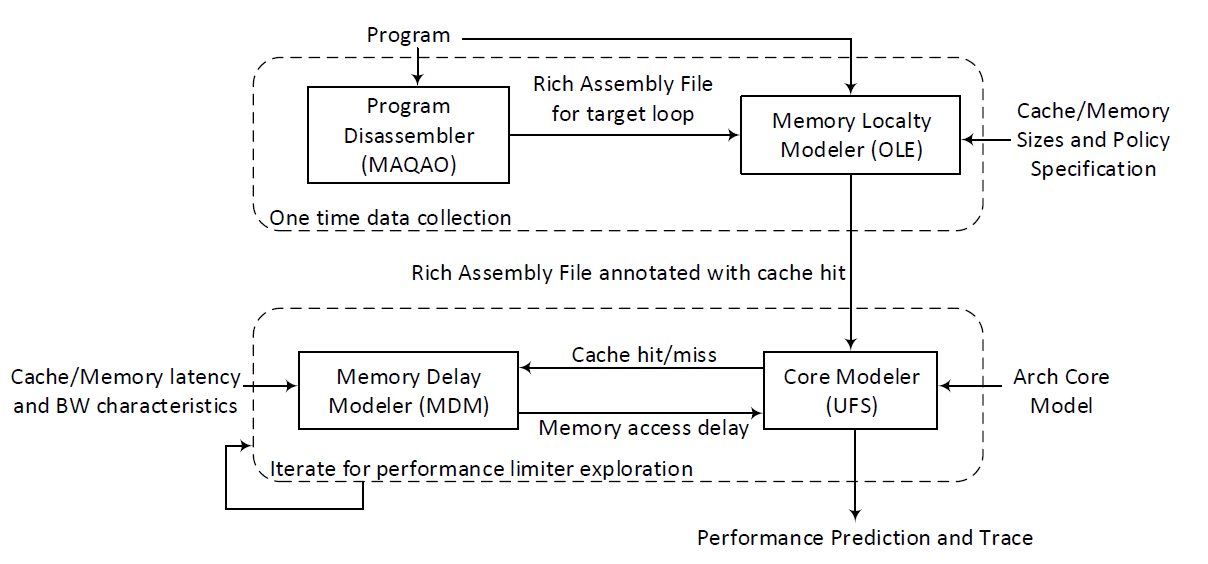 Program
Rich Assembly File
for target loop
Program
Disassembler
(MAQAO)
Memory Localty
Modeler (OLE)
Cache/Memory
Sizes and Policy
Specification
One time data collection
Rich Assembly File annotated with cache hit
Cache hit/miss
Cache/Memory latency
and BW characteristics
Memory Delay
Modeler (MDM)
Core Modeler
(UFS)
Arch Core
Model
Memory access delay
Iterate for performance limiter exploration
Performance Prediction and Trace